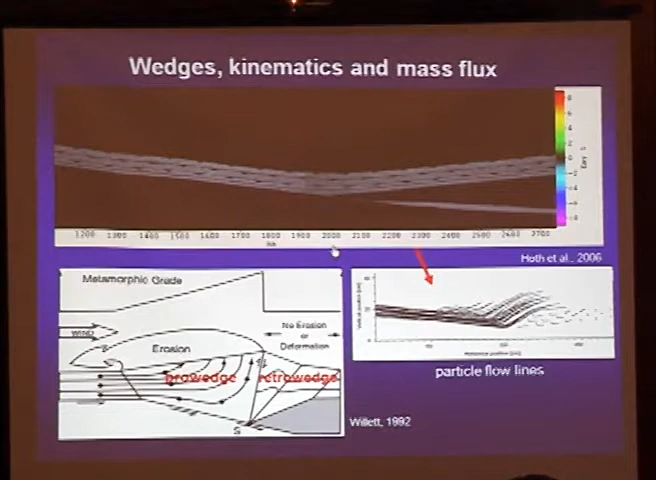 Wedges, kinematics and mass flux
1200 1300 1400 1500 1600 1700 1800 1900 2000 2100 2200 2300 2400 2500 2600 2700
Hoth et al., 2006
Metamorphic Grade
WIND
Erosion
No Erosion
or
Deformation
prowedge
retrowedge
S
Willett, 1992
particle flow lines